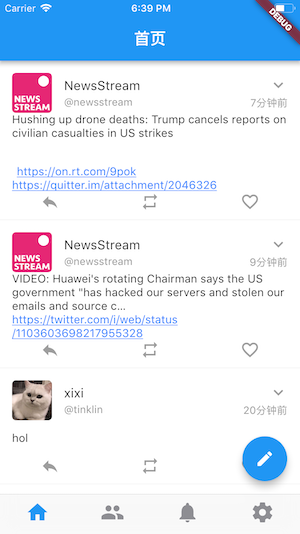 Carrier 6:39 PM
DEBUG
首页
NEWS
STREAM
NewsStream
@newsstream 7分钟前
Hushing up drone deaths: Trump cancels reports on
civilian casualties in US strikes
https://on.rt.com/9pok
https://quitter.im/attachment/2046326
NEWS
STREAM
NewsStream
@newsstream 9分钟前
VIDEO: Huawei's rotating Chairman says the US
government "has hacked our servers and stolen our
emails and source c...
https://twitter.com/i/web/status
/1103603698217955328
xixi
@tinklin 20分钟前
hol